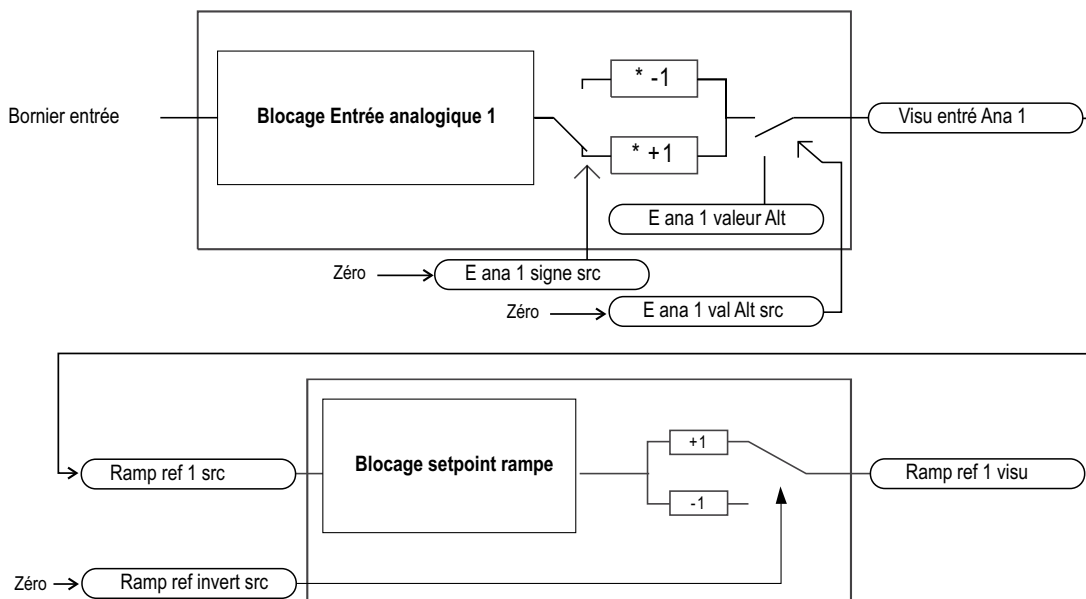 * -1
Bornier entrée
Blocage Entrée analogique 1
Visu entré Ana 1
* +1
E ana 1 valeur Alt
Zéro
E ana 1 signe src
Zéro
E ana 1 val Alt src
+1
Blocage setpoint rampe
Ramp ref 1 src
Ramp ref 1 visu
-1
Zéro
Ramp ref invert src